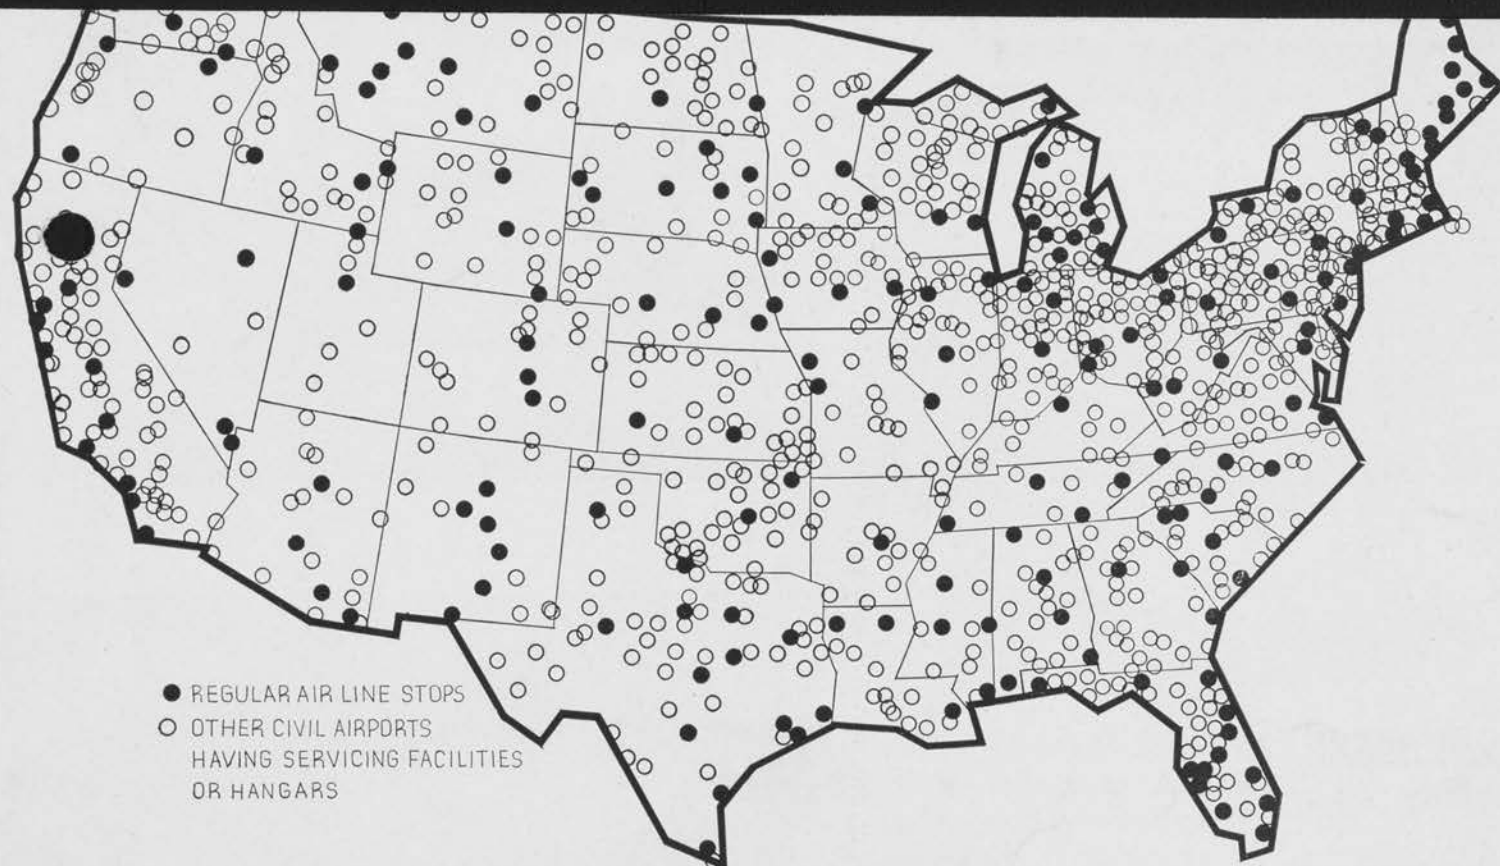 REGULAR AIR LINE STOPS
OTHER CIVIL AIRPORTS
HAVING SERVICING FACILITIES
OR HANGARS